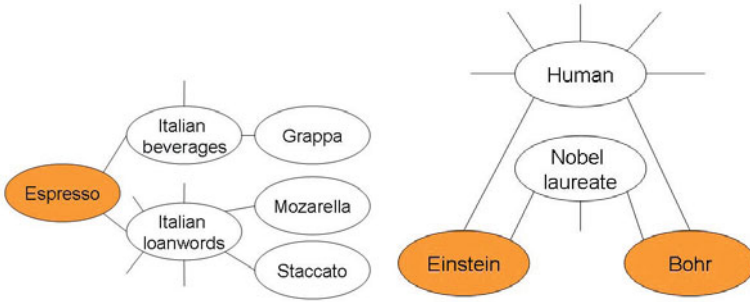 Espresso
Italian
beverages
Grappa
Italian
loanwords
Mozarella
Staccato
Human
Nobel
laureate
Einstein
Bohr